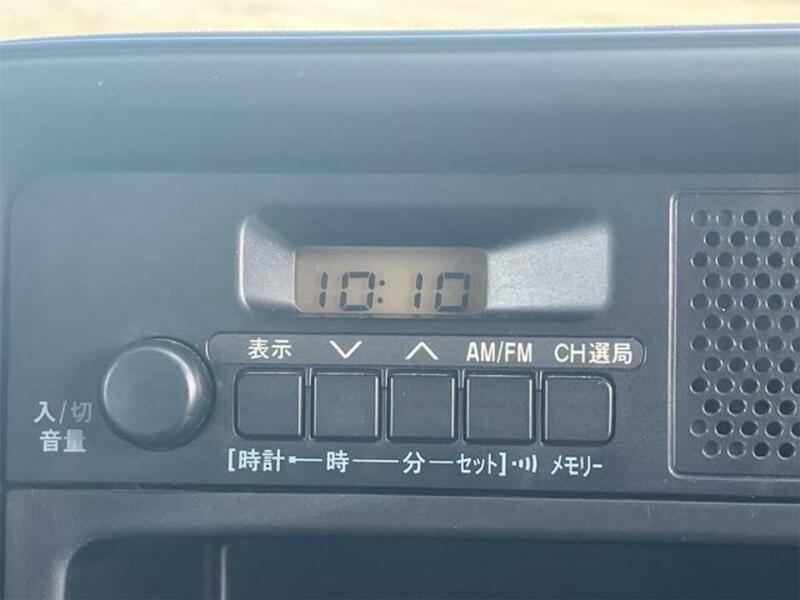 10:10
表示 AM/FM CH選局
入/切
音量
[時計 時 分 セット] メモリー